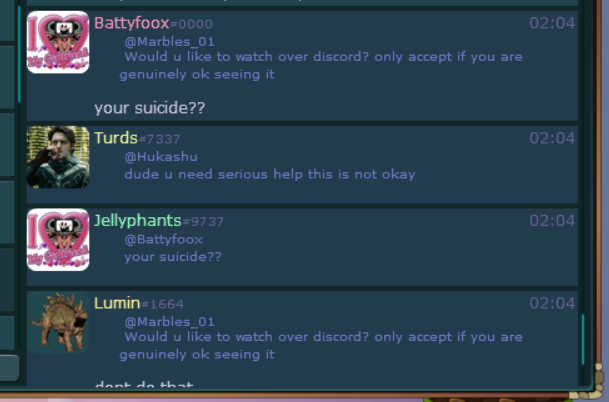 Battyfoox#0000 02:04
@Marbles_01
Would u like to watch over discord? only accept if you are
genuinely ok seeing it
your suicide??
Turds#7337 02:04
@Hukashu
dude u need serious help this is not okay
Jellyphants#9737 02:04
@Battyfoox
your suicide??
Lumin#1664 02:04
@Marbles_01
Would u like to watch over discord? only accept if you are
genuinely ok seeing it
dont do that